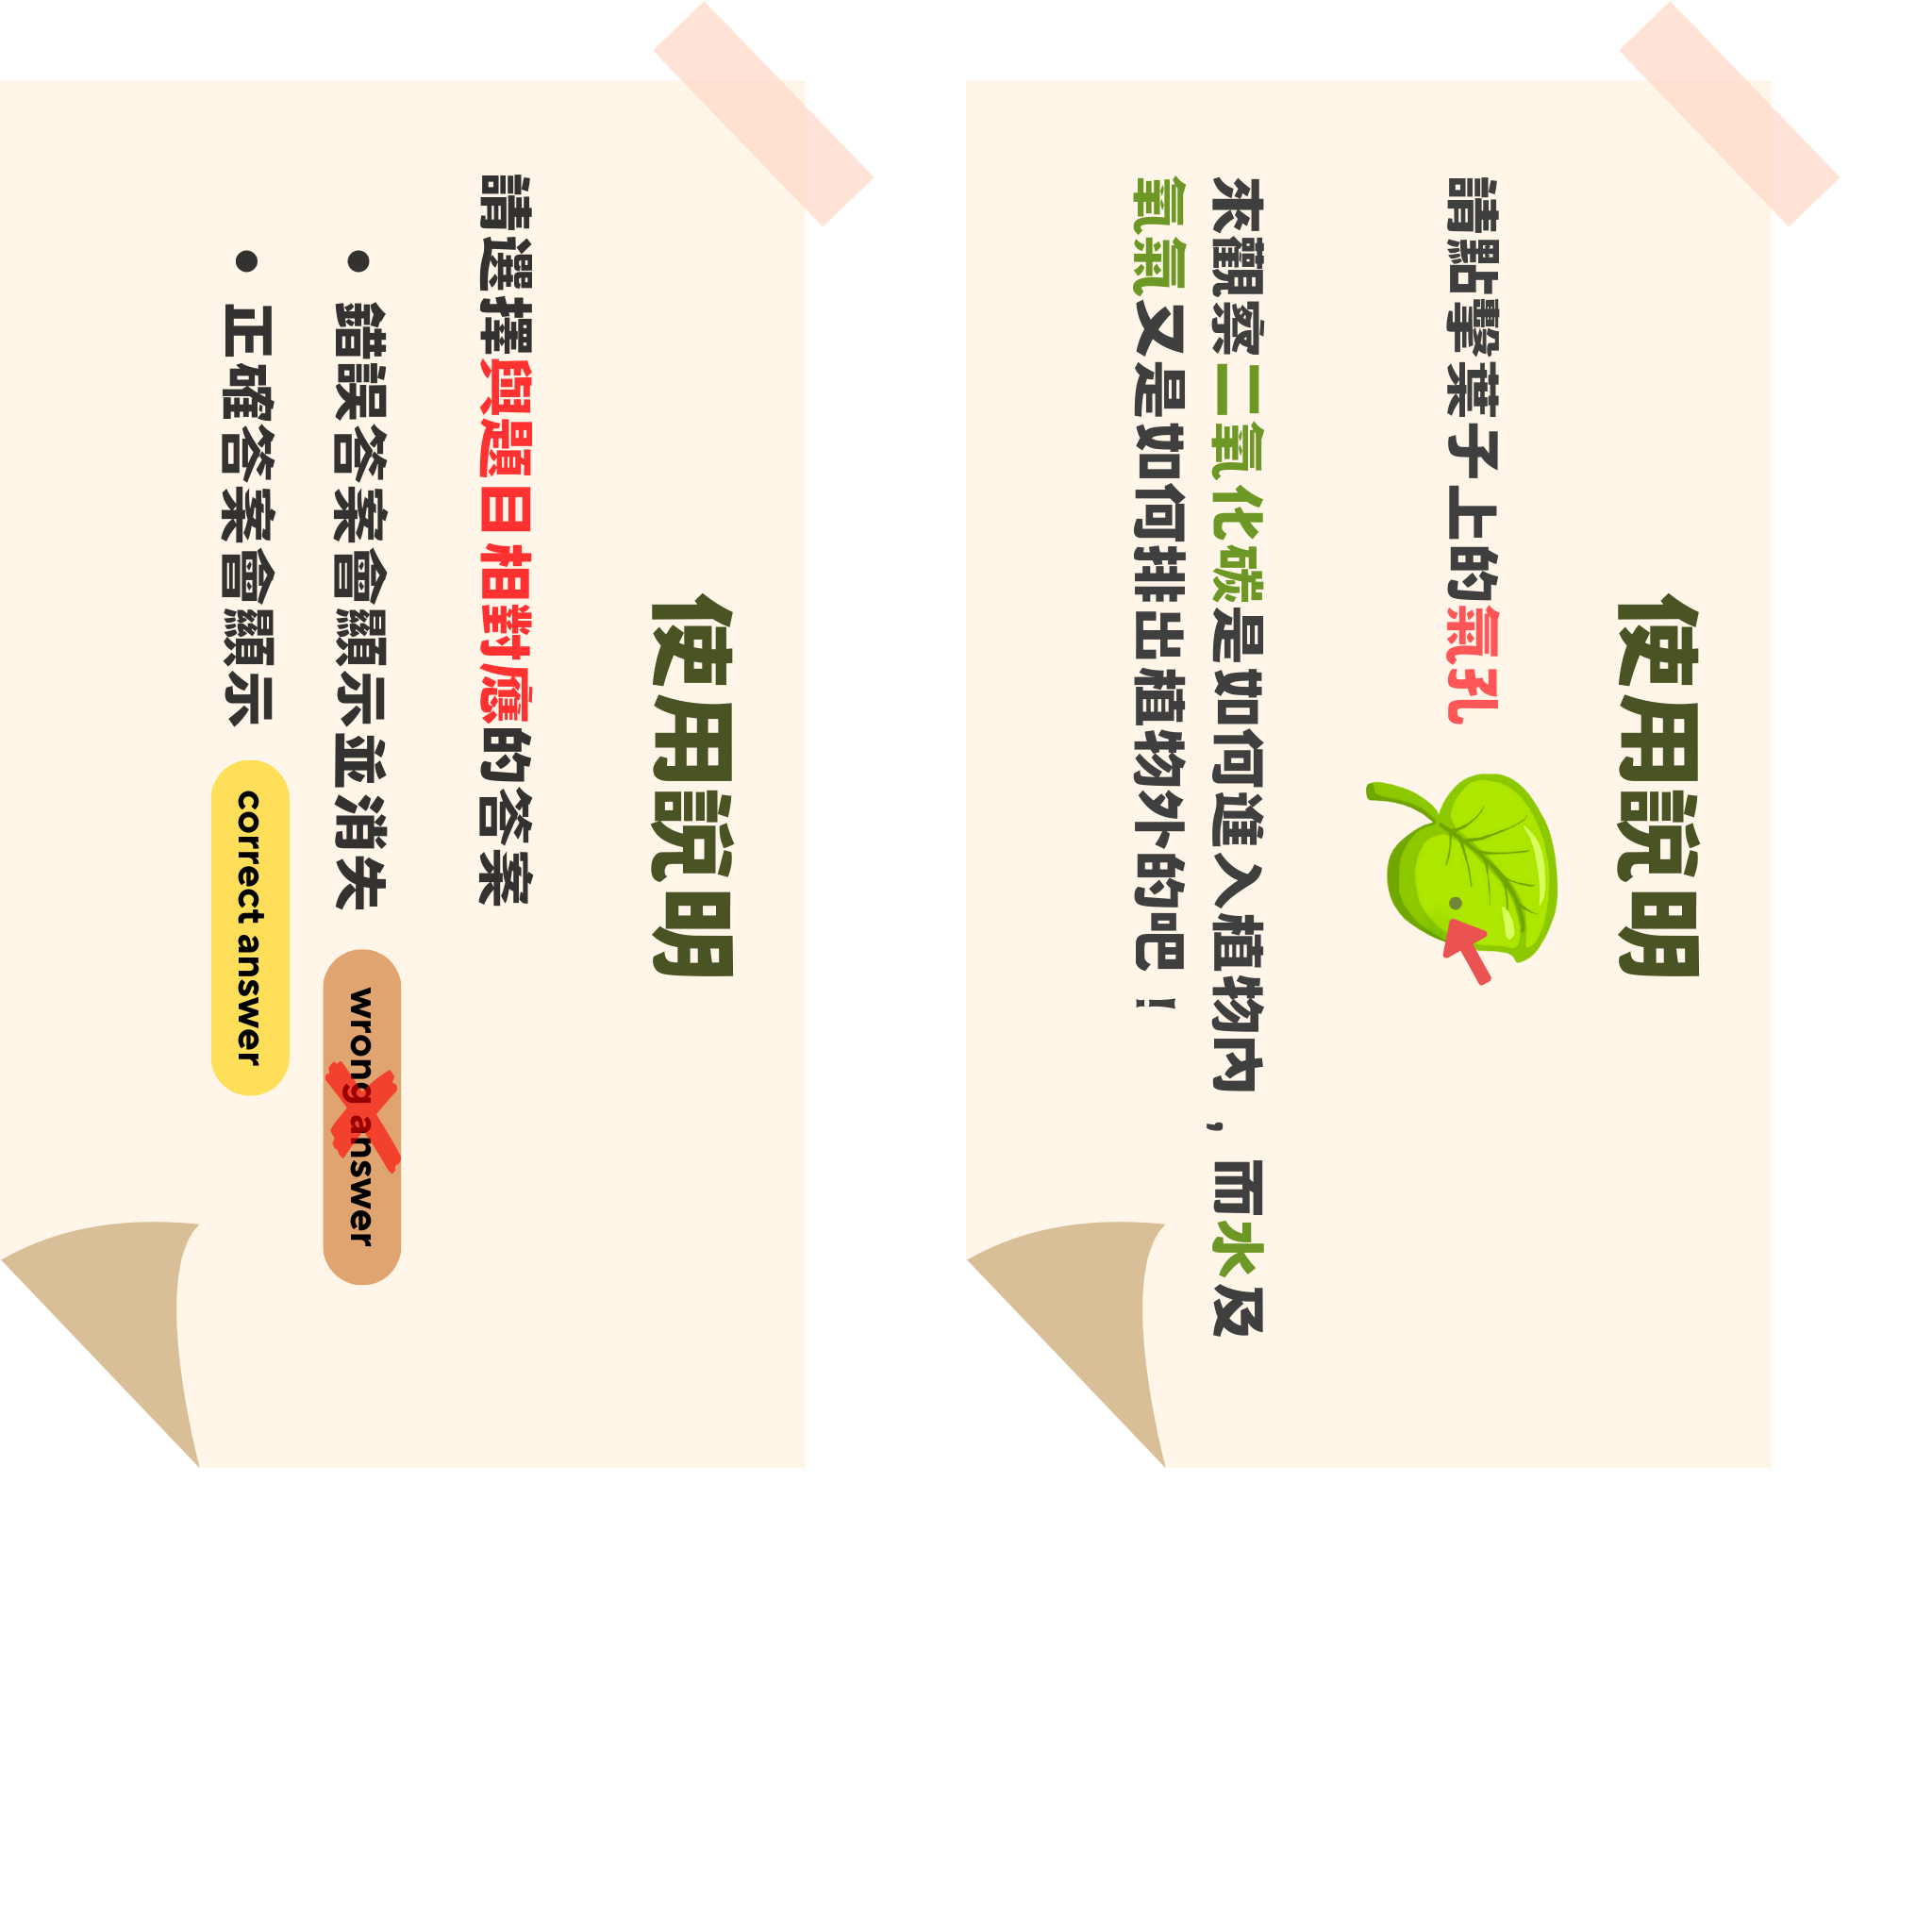 使用說明
請點擊葉子上的氣孔
來觀察二氧化碳是如何進入植物內，而水及
氧氣又是如何排出植物外的吧！
使用說明
請選擇與題目相對應的答案
• 錯誤答案會顯示並消失 wrong answer
• 正確答案會顯示 correct answer